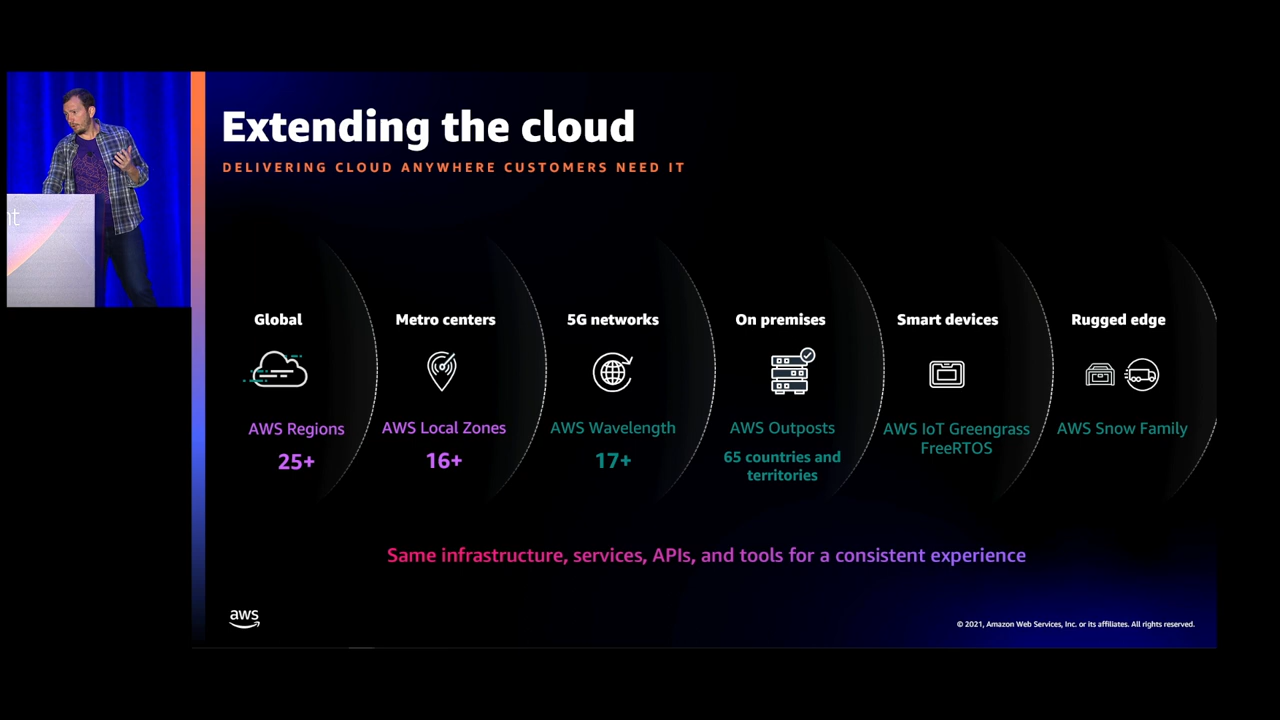 Extending the cloud
DELIVERING CLOUD ANYWHERE CUSTOMERS NEED IT
nt
Global
Metro centers
5G networks
On premises
Smart devices
Rugged edge
AWS Regions
25+
AWS Local Zones
16+
AWS Wavelength
17+
AWS Outposts
65 countries and
territories
AWS IoT Greengrass
FreeRTOS
AWS Snow Family
Same infrastructure, services, APIs, and tools for a consistent experience
aws
© 2021, Amazon Web Services, Inc. or its affiliates. All rights reserved.